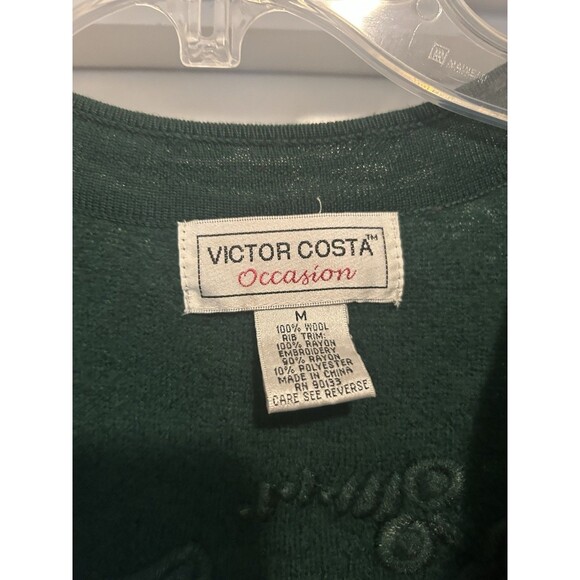 VICTOR COSTA™
Occasion
M
100% WOOL
RIB TRIM:
100% RAYON
EMBROIDERY
90% RAYON
10% POLYESTER
MADE IN CHINA
RN 90133
CARE SEE REVERSE